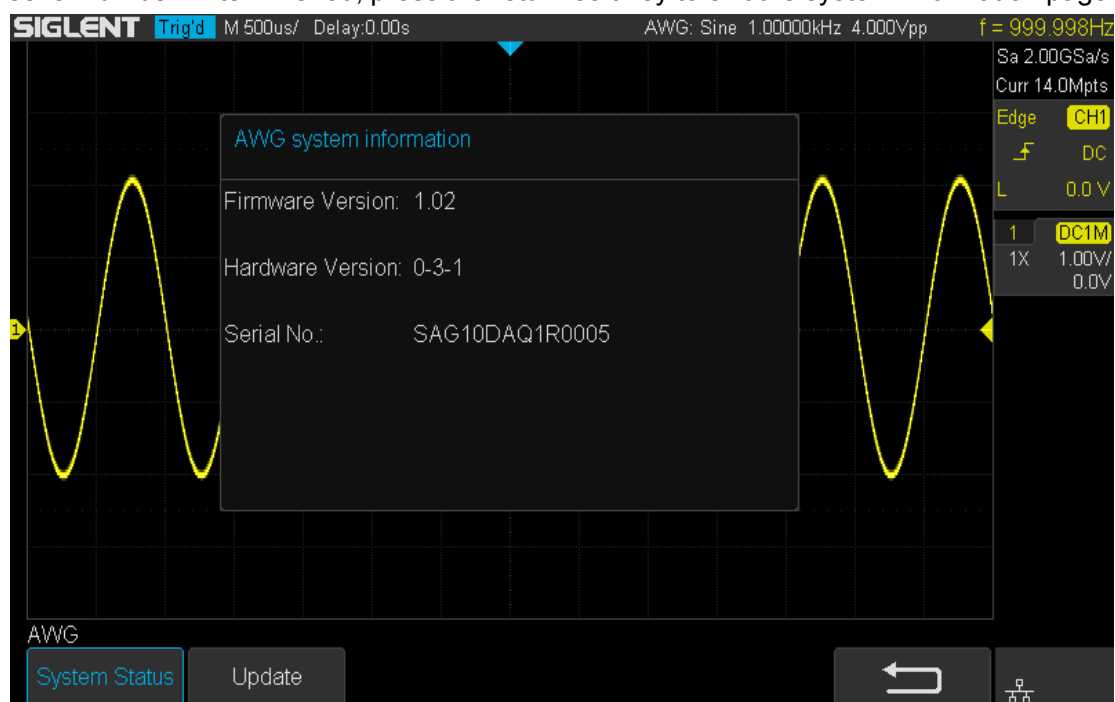 SIGLENT Trig'd M 500us/ Delay:0.00s AWG: Sine 1.00000kHz 4.000Vpp f = 999.998Hz
Sa 2.00GSa/s
Curr 14.0Mpts
Edge CH1
DC
L 0.0 V
1 DC1M
1X 1.00V/
0.0V
AWG system information
Firmware Version: 1.02
Hardware Version: 0-3-1
Serial No.: SAG10DAQ1R0005
1
AWG
System Status Update